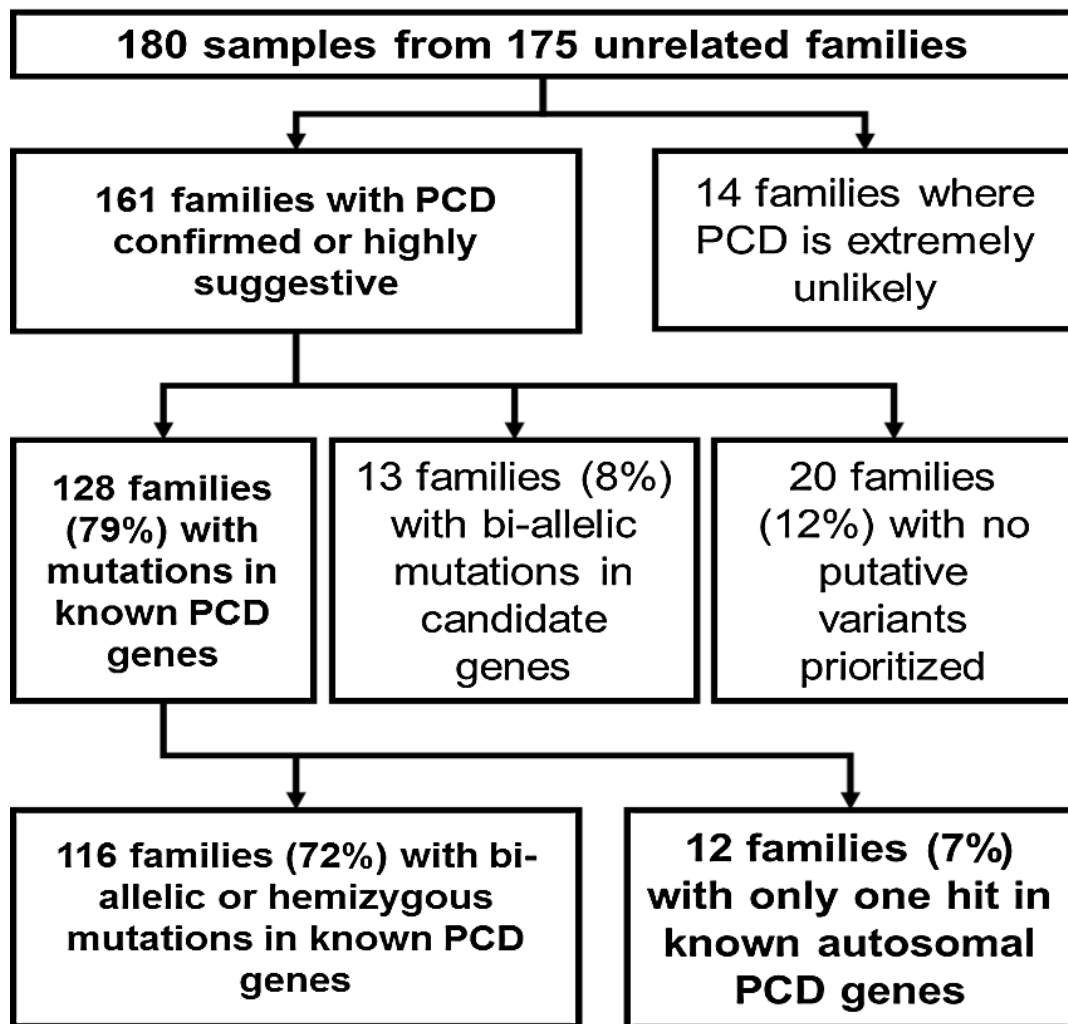 180 samples from 175 unrelated families
161 families with PCD
confirmed or highly
suggestive
14 families where
PCD is extremely
unlikely
128 families
(79%) with
mutations in
known PCD
genes
13 families (8%)
with bi-allelic
mutations in
candidate
genes
20 families
(12%) with no
putative
variants
prioritized
116 families (72%) with bi-
allelic or hemizygous
mutations in known PCD
genes
12 families (7%)
with only one hit in
known autosomal
PCD genes